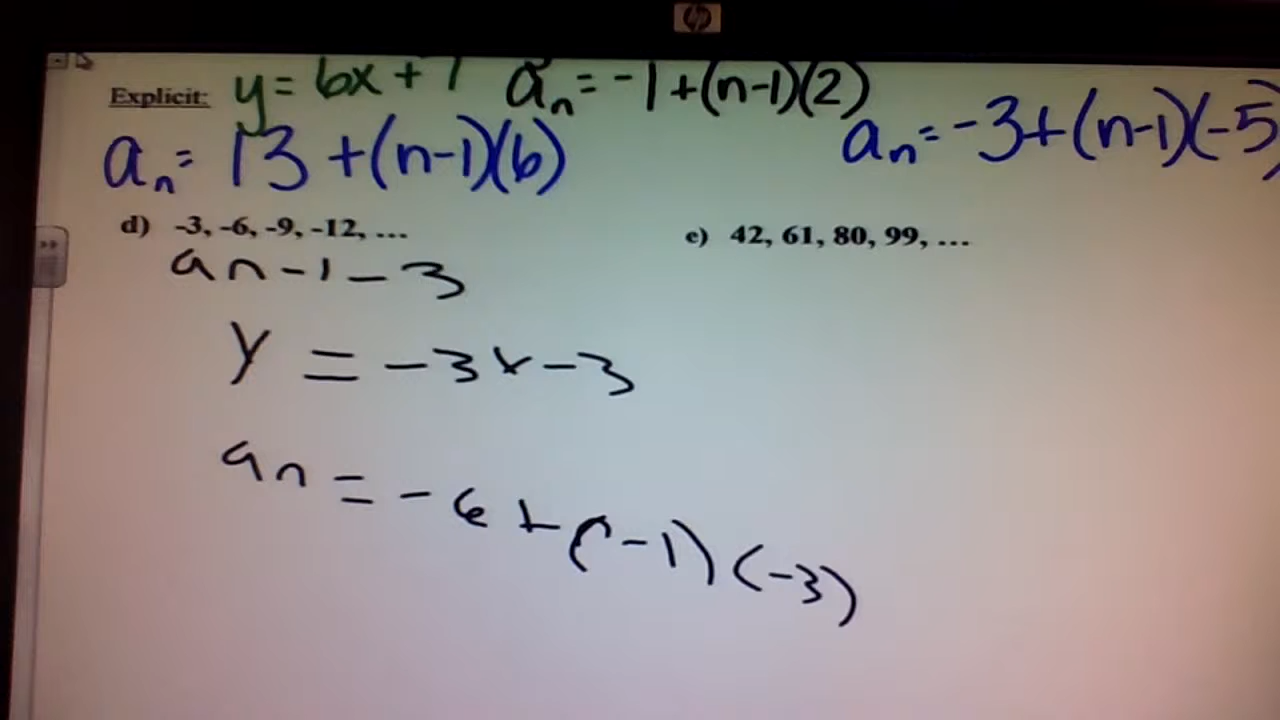 hp
Explicit: y = 6x + 7 aₙ = -1 + (n-1)(2)
aₙ = 13 + (n-1)(6) aₙ = -3 + (n-1)(-5)
d) -3, -6, -9, -12, … e) 42, 61, 80, 99, …
an - 1 - 3
y = -3x - 3
an = -6 + (n-1)(-3)